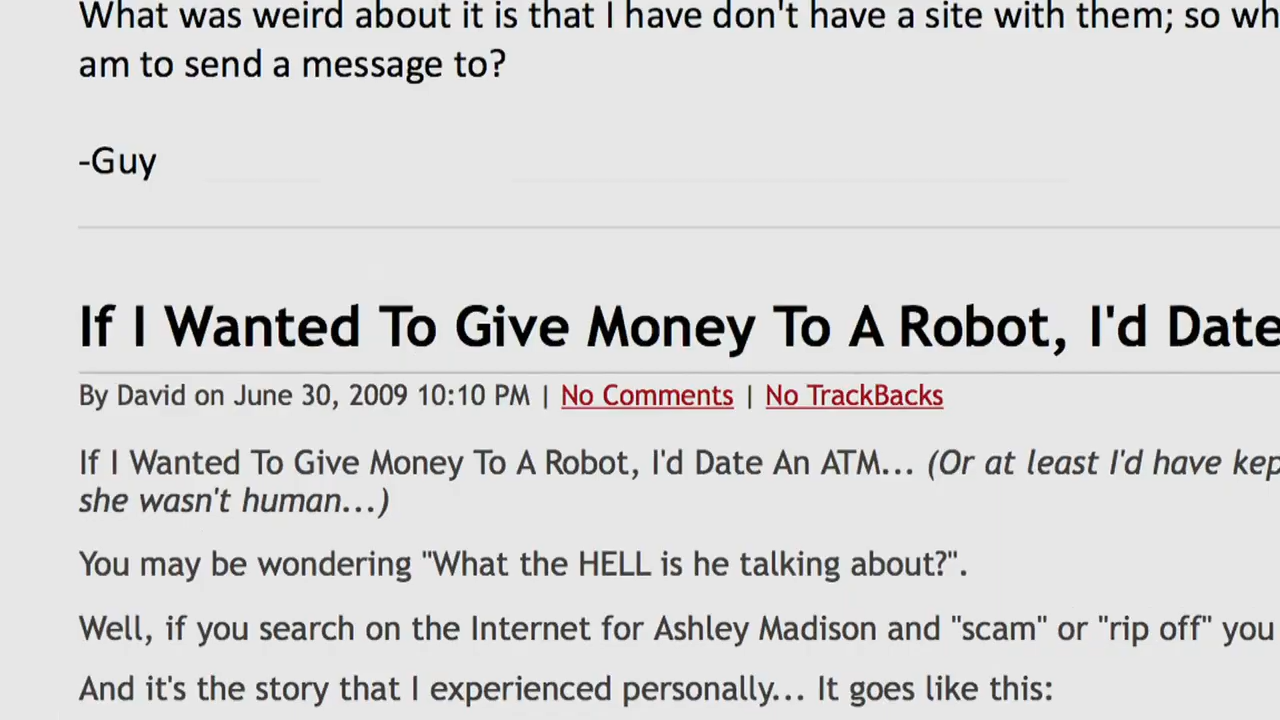 What was weird about it is that I have don't have a site with them; so wh
am to send a message to?
-Guy
If I Wanted To Give Money To A Robot, I'd Date
By David on June 30, 2009 10:10 PM | No Comments | No TrackBacks
If I Wanted To Give Money To A Robot, I'd Date An ATM... (Or at least I'd have kep
she wasn't human...)
You may be wondering "What the HELL is he talking about?".
Well, if you search on the Internet for Ashley Madison and "scam" or "rip off" you
And it's the story that I experienced personally... It goes like this: